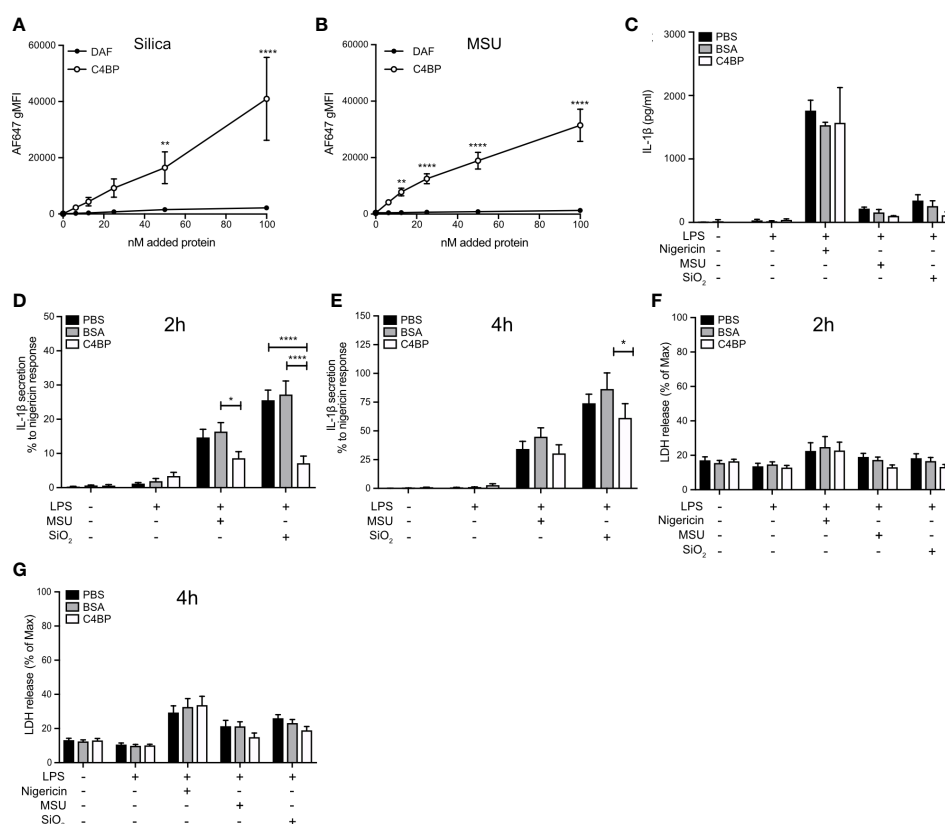 A
Silica
DAF
C4BP
AF647 gMFI
60000
40000
20000
0
**
****
0 20 40 60 80 100
nM added protein
B
MSU
DAF
C4BP
AF647 gMFI
60000
40000
20000
0
**
****
****
****
0 20 40 60 80 100
nM added protein
C
PBS
BSA
C4BP
IL-1β (pg/ml)
3000
2000
1000
0
LPS - + + + +
Nigericin - - + - -
MSU - - - + -
SiO2 - - - - +
D
2h
PBS
BSA
C4BP
IL-1β secretion
% to nigericin response
50
40
30
20
10
0
*
****
****
LPS - + + +
MSU - - + -
SiO2 - - - +
E
4h
PBS
BSA
C4BP
IL-1β secretion
% to nigericin response
150
125
100
75
50
25
0
*
LPS - + + +
MSU - - + -
SiO2 - - - +
F
2h
PBS
BSA
C4BP
LDH release (% of Max)
100
80
60
40
20
0
LPS - + + + +
Nigericin - - + - -
MSU - - - + -
SiO2 - - - - +
G
4h
PBS
BSA
C4BP
LDH release (% of Max)
100
80
60
40
20
0
LPS - + + + +
Nigericin - - + - -
MSU - - - + -
SiO2 - - - - +